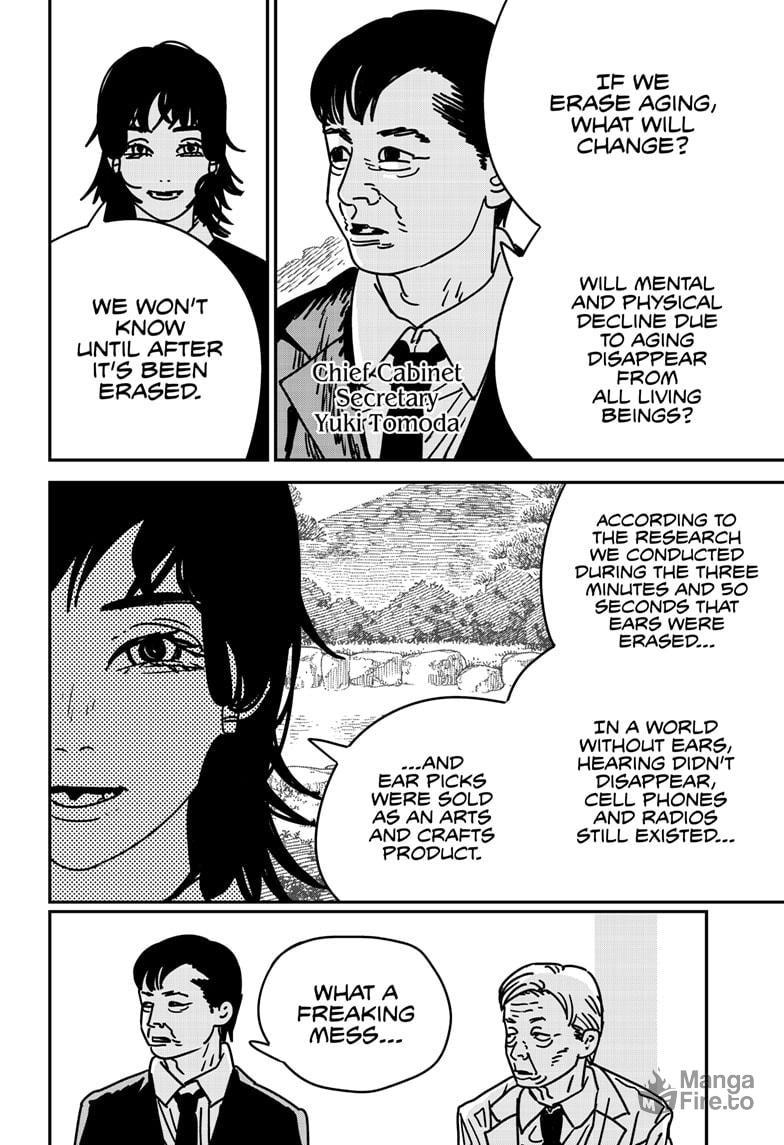 IF WE
ERASE AGING,
WHAT WILL
CHANGE?
WILL MENTAL
AND PHYSICAL
DECLINE DUE
TO AGING
DISAPPEAR
FROM
ALL LIVING
BEINGS?
Chief Cabinet
Secretary
Yuki Tomoda
WE WON'T
KNOW
UNTIL AFTER
IT'S BEEN
ERASED.
ACCORDING TO
THE RESEARCH
WE CONDUCTED
DURING THE THREE
MINUTES AND 50
SECONDS THAT
EARS WERE
ERASED...
IN A WORLD
WITHOUT EARS,
HEARING DIDN'T
DISAPPEAR,
CELL PHONES
AND RADIOS
STILL EXISTED...
...AND
EAR PICKS
WERE SOLD
AS AN ARTS
AND CRAFTS
PRODUCT.
WHAT A
FREAKING
MESS...
Manga
Fire.to